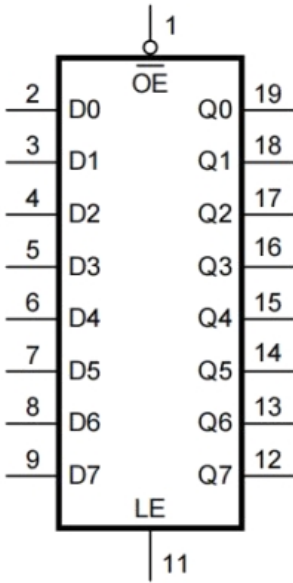 1
OE
2 D0 Q0 19
3 D1 Q1 18
4 D2 Q2 17
5 D3 Q3 16
6 D4 Q4 15
7 D5 Q5 14
8 D6 Q6 13
9 D7 Q7 12
LE
11